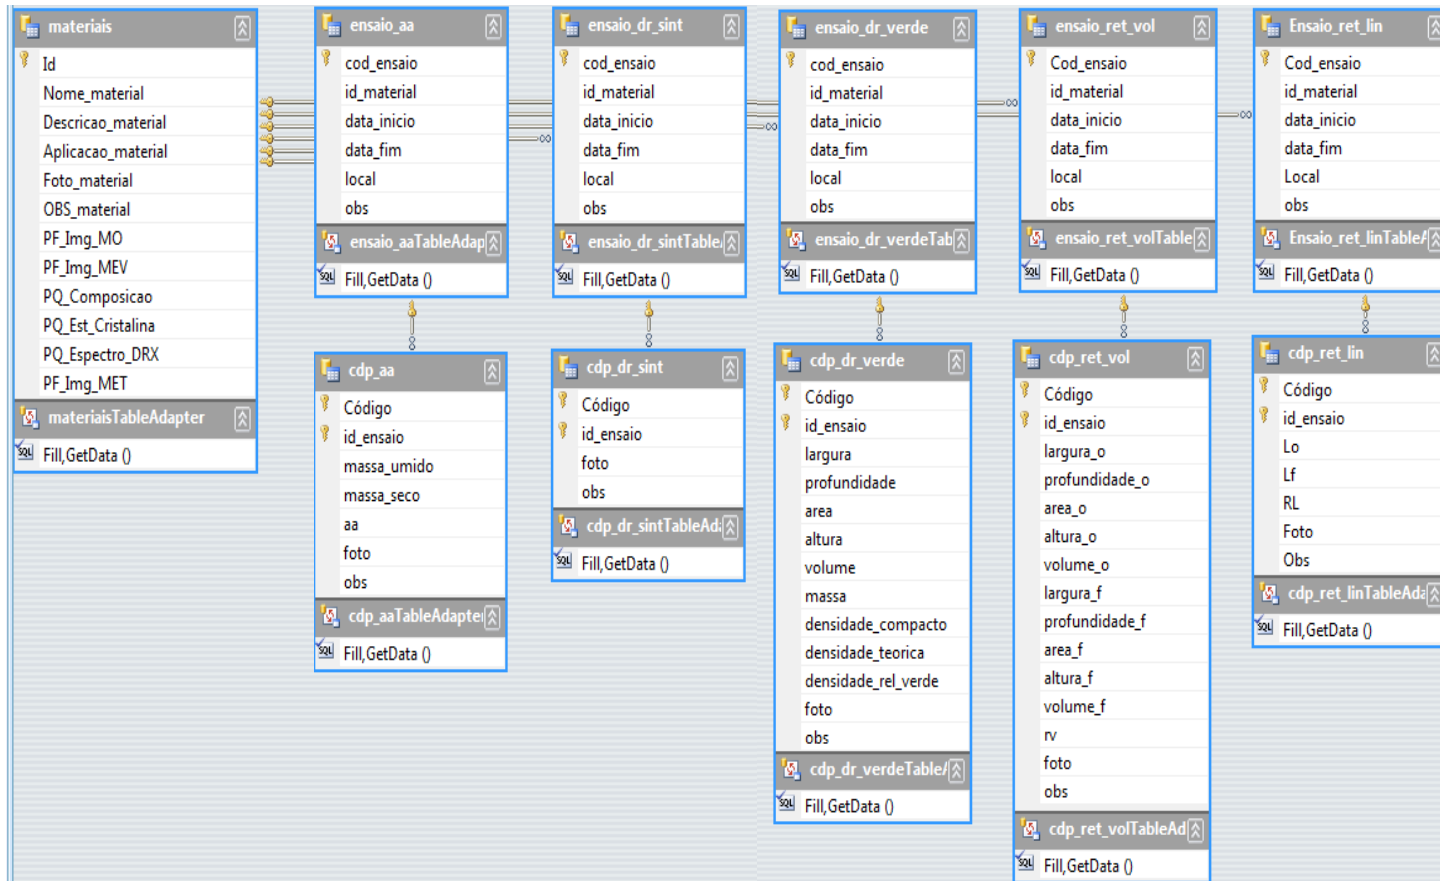 materiais
Id
Nome_material
Descricao_material
Aplicacao_material
Foto_material
OBS_material
PF_Img_MO
PF_Img_MEV
PQ_Composicao
PQ_Est_Cristalina
PQ_Espectro_DRX
PF_Img_MET
materiaisTableAdapter
Fill,GetData ()
ensaio_aa
cod_ensaio
id_material
data_inicio
data_fim
local
obs
ensaio_aaTableAdap
Fill,GetData ()
cdp_aa
Código
id_ensaio
massa_umido
massa_seco
aa
foto
obs
cdp_aaTableAdapter
Fill,GetData ()
ensaio_dr_sint
cod_ensaio
id_material
data_inicio
data_fim
local
obs
ensaio_dr_sintTable
Fill,GetData ()
cdp_dr_sint
Código
id_ensaio
foto
obs
cdp_dr_sintTableAd
Fill,GetData ()
ensaio_dr_verde
cod_ensaio
id_material
data_inicio
data_fim
local
obs
ensaio_dr_verdeTab
Fill,GetData ()
cdp_dr_verde
Código
id_ensaio
largura
profundidade
area
altura
volume
massa
densidade_compacto
densidade_teorica
densidade_rel_verde
foto
obs
cdp_dr_verdeTable
Fill,GetData ()
ensaio_ret_vol
Cod_ensaio
id_material
data_inicio
data_fim
local
obs
ensaio_ret_volTable
Fill,GetData ()
cdp_ret_vol
Código
id_ensaio
largura_o
profundidade_o
area_o
altura_o
volume_o
largura_f
profundidade_f
area_f
altura_f
volume_f
rv
foto
obs
cdp_ret_volTableAd
Fill,GetData ()
Ensaio_ret_lin
Cod_ensaio
id_material
data_inicio
data_fim
Local
obs
Ensaio_ret_linTable
Fill,GetData ()
cdp_ret_lin
Código
id_ensaio
Lo
Lf
RL
Foto
Obs
cdp_ret_linTableAda
Fill,GetData ()